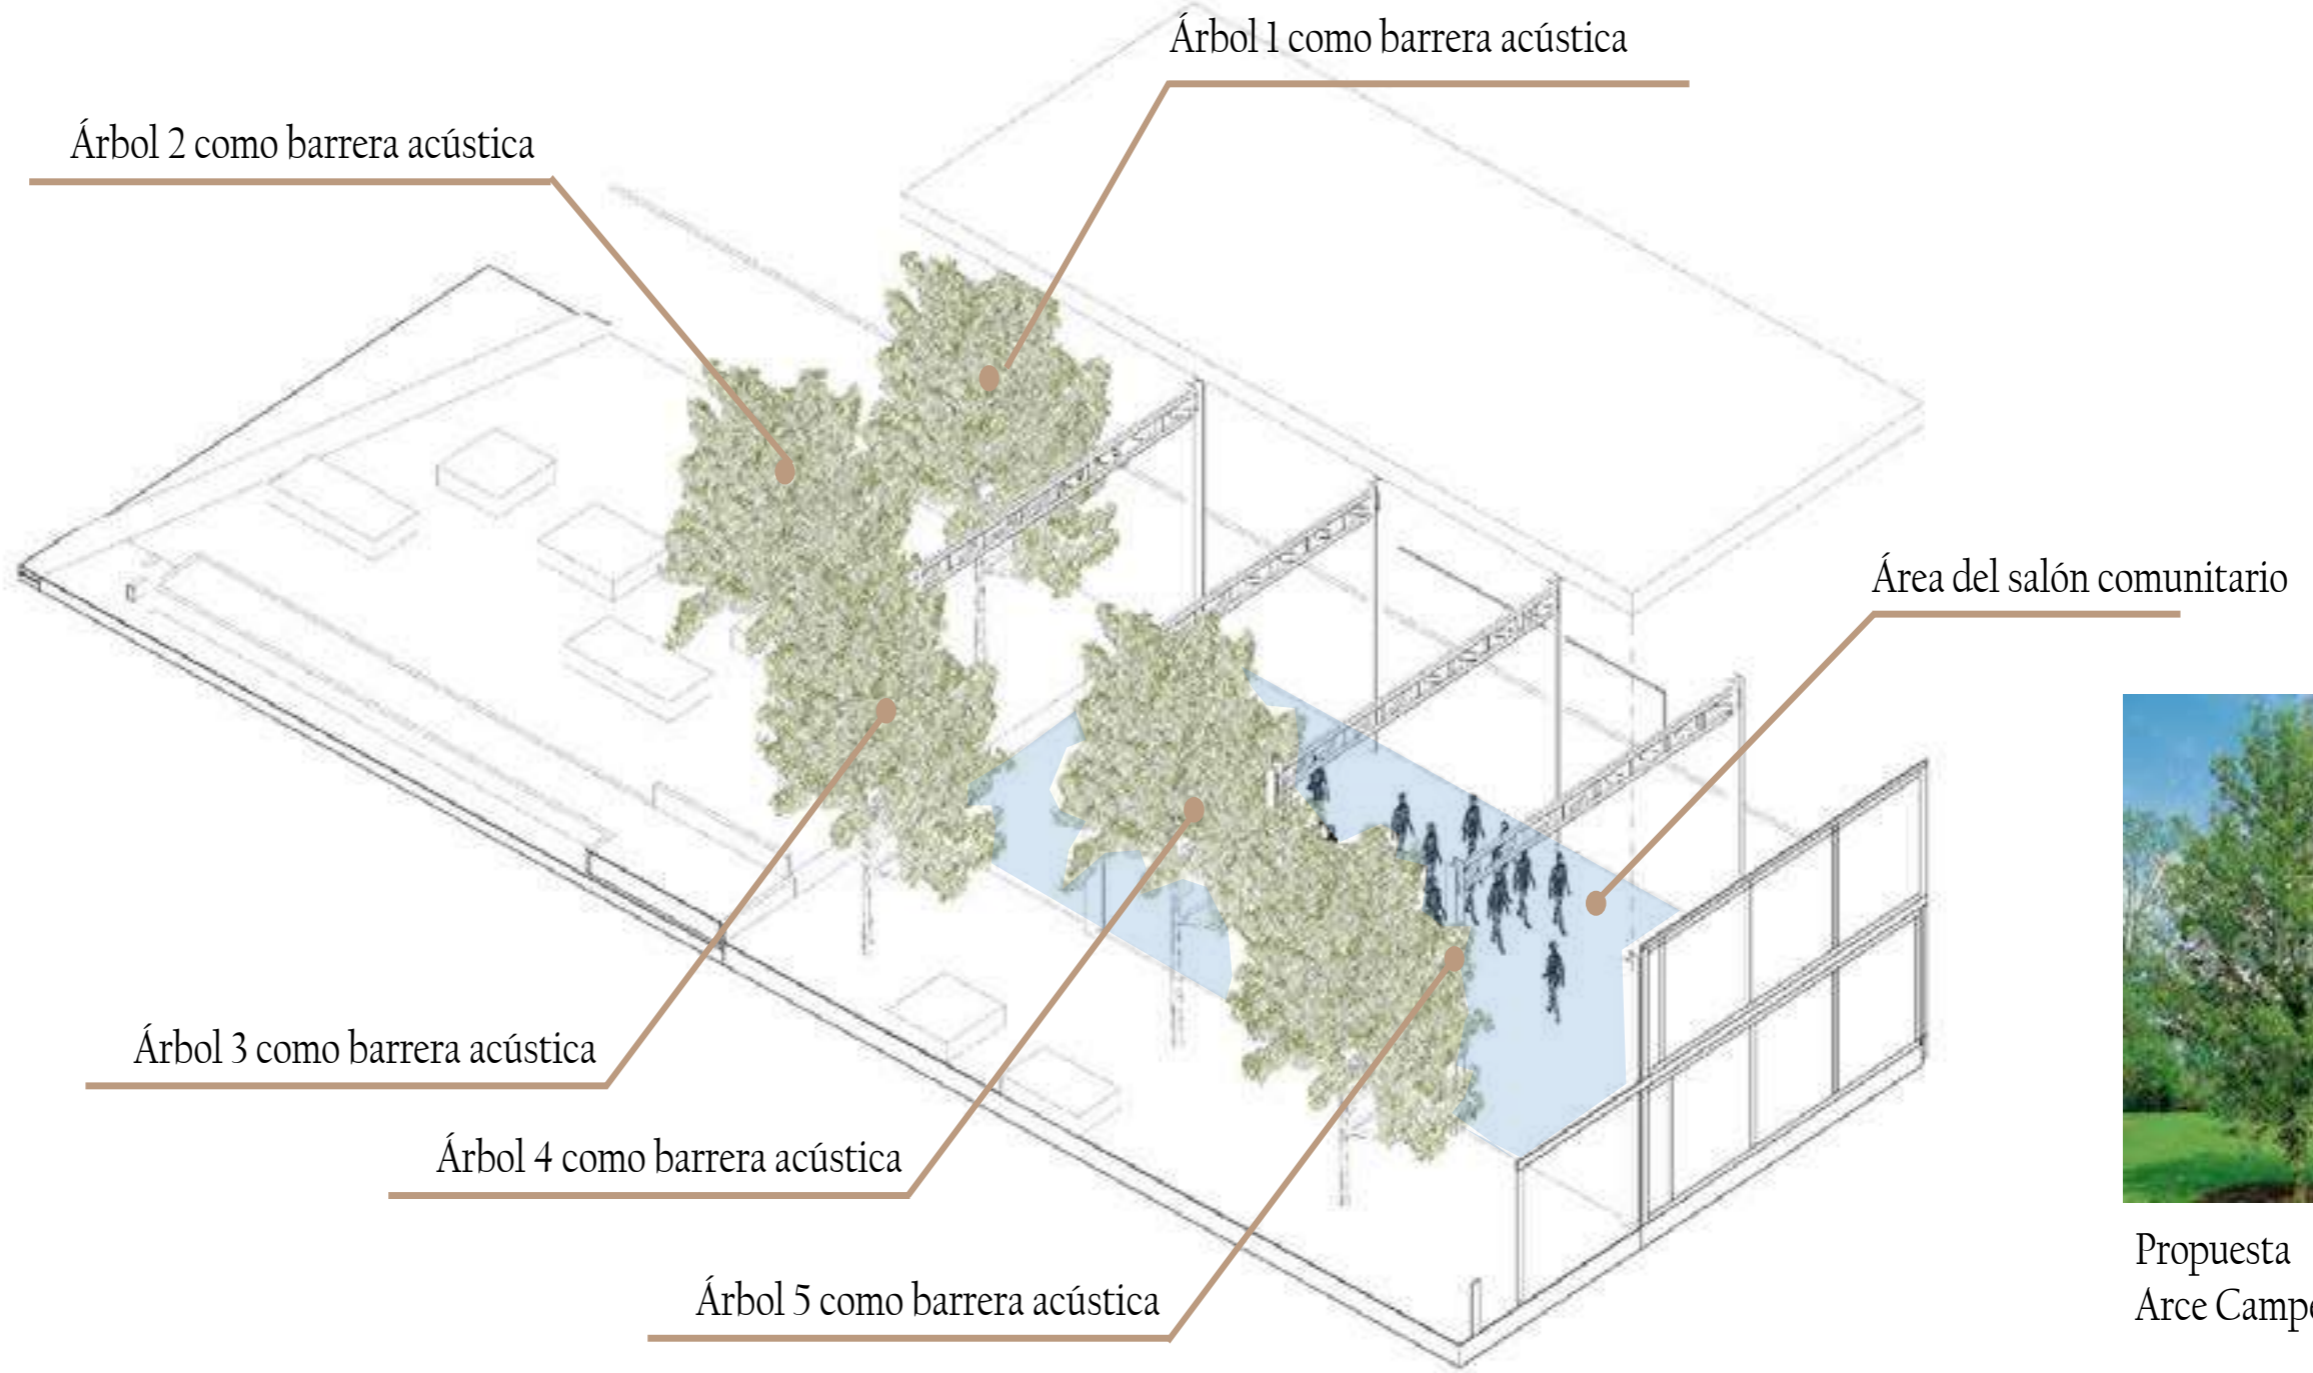 Árbol 1 como barrera acústica
Árbol 2 como barrera acústica
Área del salón comunitario
Árbol 3 como barrera acústica
Árbol 4 como barrera acústica
Árbol 5 como barrera acústica
Propuesta
Arce